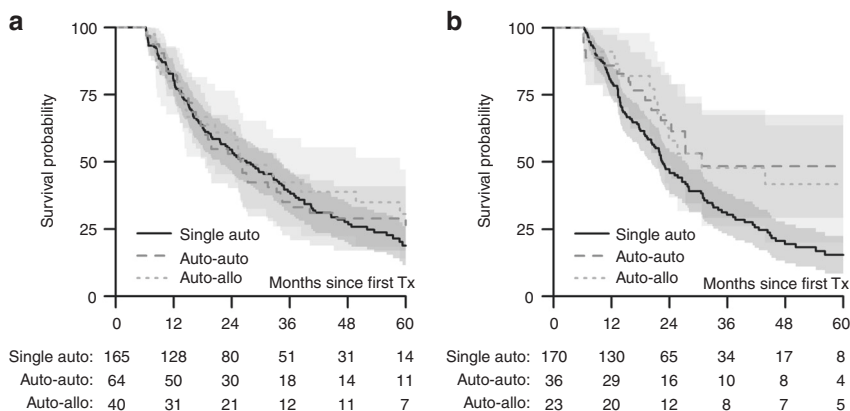 a
b
100
75
50
25
0
Survival probability
Single auto
Auto-auto
Auto-allo
Months since first Tx
0 12 24 36 48 60
Single auto: 165 128 80 51 31 14
Auto-auto: 64 50 30 18 14 11
Auto-allo: 40 31 21 12 11 7
100
75
50
25
0
Survival probability
Single auto
Auto-auto
Auto-allo
Months since first Tx
0 12 24 36 48 60
Single auto: 170 130 65 34 17 8
Auto-auto: 36 29 16 10 8 4
Auto-allo: 23 20 12 8 7 5